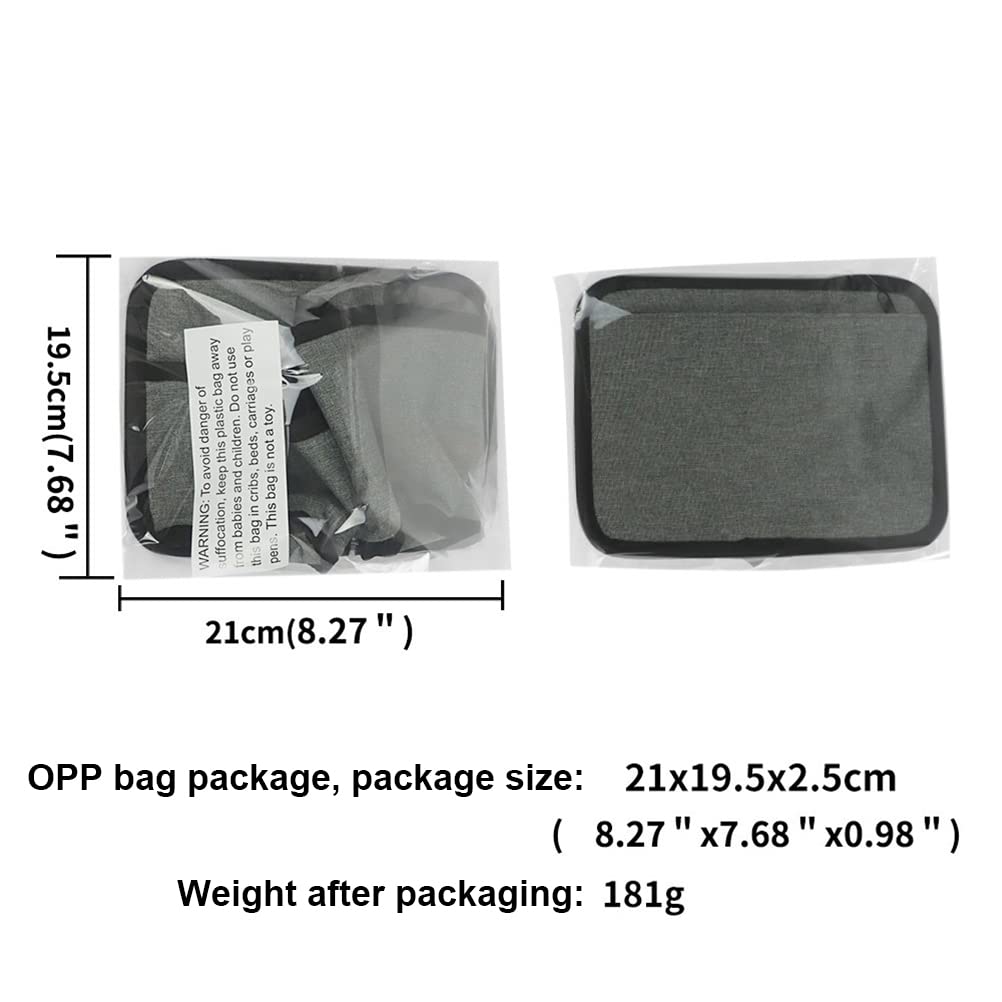 19.5cm(7.68")
WARNING: To avoid danger of
suffocation, keep this plastic bag away
from babies and children. Do not use
this bag in cribs, beds, carriages or play
pens. This bag is not a toy.
21cm(8.27")
OPP bag package, package size: 21x19.5x2.5cm
( 8.27"x7.68"x0.98")
Weight after packaging: 181g